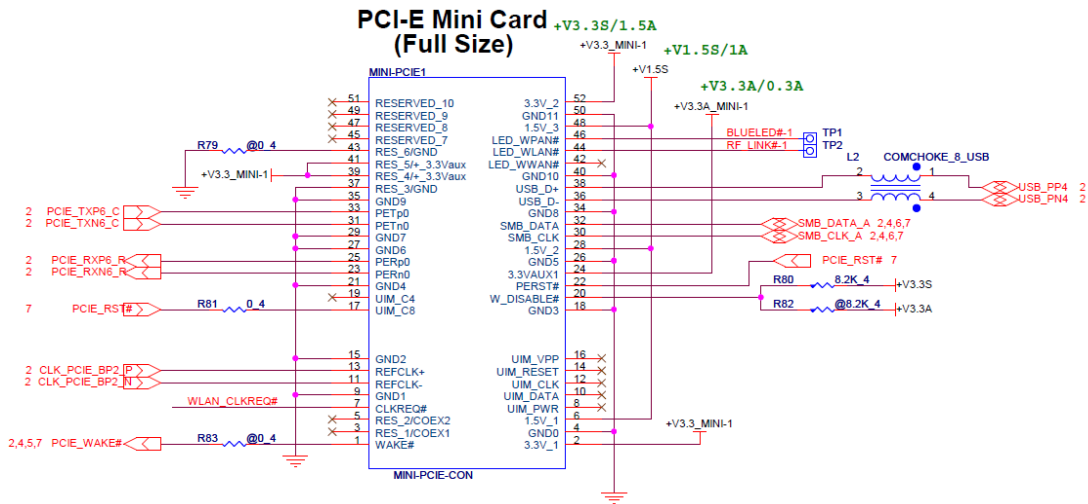 PCI-E Mini Card
(Full Size)
+V3.3S/1.5A
+V3.3_MINI-1
+V1.5S/1A
+V1.5S
+V3.3A/0.3A
+V3.3A_MINI-1
MINI-PCIE1
51 RESERVED_10 3.3V_2 52
49 RESERVED_9 GND11 50
47 RESERVED_8 1.5V_3 48
45 RESERVED_7 LED_WPAN# 46 BLUELED#-1 TP1
R79 @0_4 43 RES_6/GND LED_WLAN# 44 RF_LINK#-1 TP2
41 RES_5/+_3.3Vaux LED_WWAN# 42 L2 COMCHOKE_8_USB
+V3.3_MINI-1 39 RES_4/+_3.3Vaux GND10 40
37 RES_3/GND USB_D+ 38 2 1 USB_PP4 2
35 GND9 USB_D- 36 3 4 USB_PN4 2
2 PCIE_TXP6_C 33 PETp0 GND8 34
2 PCIE_TXN6_C 31 PETn0 SMB_DATA 32 SMB_DATA_A 2,4,6,7
29 GND7 SMB_CLK 30 SMB_CLK_A 2,4,6,7
27 GND6 1.5V_2 28
2 PCIE_RXP6_R 25 PERp0 GND5 26
2 PCIE_RXN6_R 23 PERn0 3.3VAUX1 24
21 GND4 PERST# 22 PCIE_RST# 7
19 UIM_C4 W_DISABLE# 20 R80 8.2K_4 +V3.3S
7 PCIE_RST# R81 0_4 17 UIM_C8 GND3 18 R82 @8.2K_4 +V3.3A
15 GND2 UIM_VPP 16
2 CLK_PCIE_BP2_P 13 REFCLK+ UIM_RESET 14
2 CLK_PCIE_BP2_N 11 REFCLK- UIM_CLK 12
9 GND1 UIM_DATA 10
WLAN_CLKREQ# 7 CLKREQ# UIM_PWR 8
5 RES_2/COEX2 1.5V_1 6
3 RES_1/COEX1 GND0 4
2,4,5,7 PCIE_WAKE# R83 @0_4 1 WAKE# 3.3V_1 2 +V3.3_MINI-1
MINI-PCIE-CON